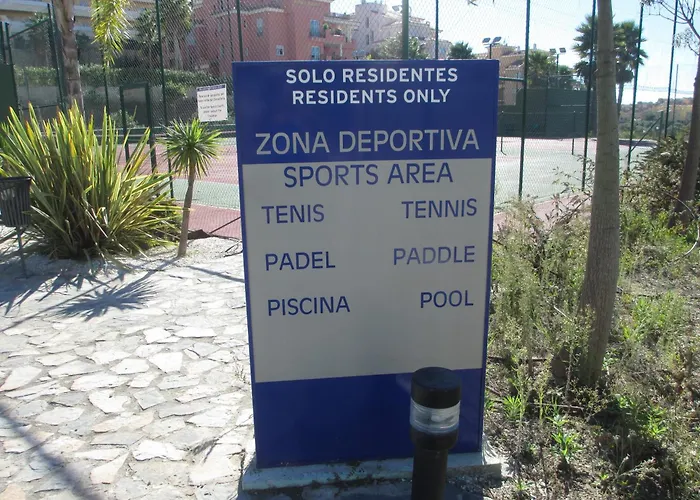 SOLO RESIDENTES
RESIDENTS ONLY
ZONA DEPORTIVA
SPORTS AREA
TENIS TENNIS
PADEL PADDLE
PISCINA POOL